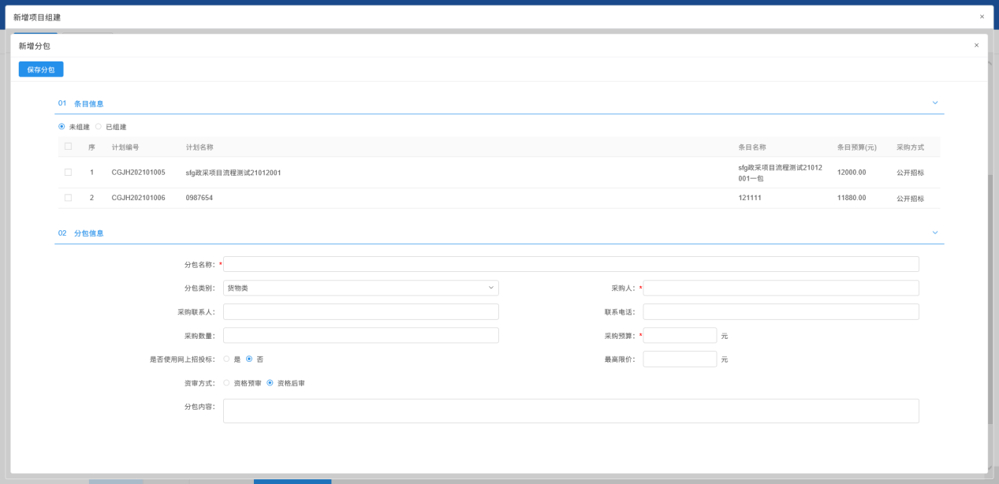 新增项目组建 ×
新增分包 ×
保存分包
01 条目信息
未组建 已组建
序 计划编号 计划名称 条目名称 条目预算(元) 采购方式
1 CGJH202101005 sfg政采项目流程测试21012001 sfg政采项目流程测试21012 12000.00 公开招标
001一包
2 CGJH202101006 0987654 121111 11880.00 公开招标
02 分包信息
分包名称: *
分包类别: 货物类 采购人: *
采购联系人: 联系电话:
采购数量: 采购预算: * 元
是否使用网上招投标: 是 否 最高限价: 元
资审方式: 资格预审 资格后审
分包内容: